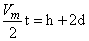 V_m/2 t = h + 2d